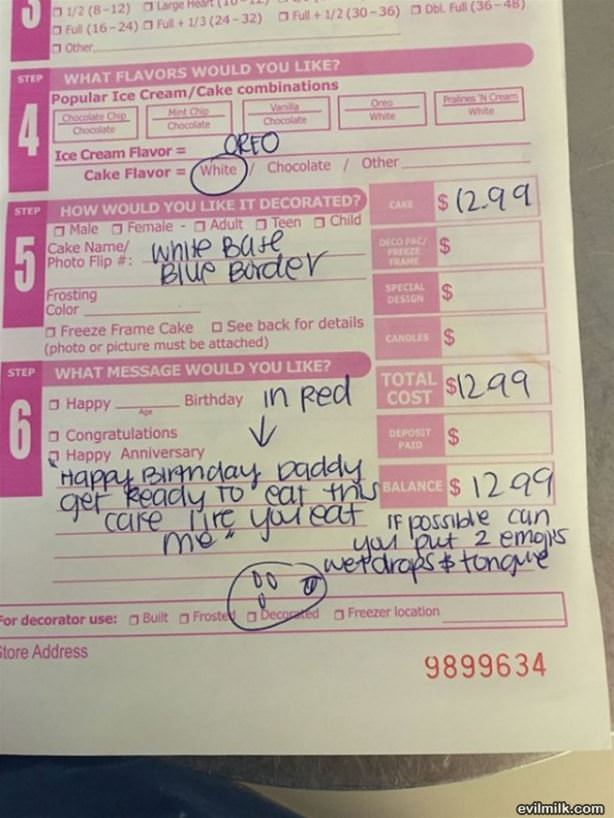 □ 1/2 (8-12) □ Large Heart
□ Full + 1/2 (30-36) □ Dbl. Full (36-48)
□ Full (16-24) □ Full + 1/3 (24-32)
□ Other
STEP 4 WHAT FLAVORS WOULD YOU LIKE?
Popular Ice Cream/Cake combinations
Chocolate Chip Mint Chip Vanilla Oreo Pralines 'N Cream
Chocolate Chocolate Chocolate White White
Ice Cream Flavor = OREO
Cake Flavor = White / Chocolate / Other
STEP 5 HOW WOULD YOU LIKE IT DECORATED?
□ Male □ Female - □ Adult □ Teen □ Child
Cake Name/ White Base
Photo Flip #: Blue Border
Frosting
Color
□ Freeze Frame Cake □ See back for details
(photo or picture must be attached)
CAKE $12.99
DECO PAC/
FREEZE
FRAME $
SPECIAL
DESIGN $
CANDLES $
TOTAL
COST $12.99
DEPOSIT
PAID $
BALANCE $12.99
STEP 6 WHAT MESSAGE WOULD YOU LIKE?
□ Happy Birthday in Red
Age
□ Congratulations
□ Happy Anniversary
"Happy Birthday Daddy
get Ready to eat this
cake like you eat
me"
IF possible can
you put 2 emojis
wet drops & tongue
For decorator use: □ Built □ Frosted □ Decorated □ Freezer location
Store Address
9899634
evilmilk.com